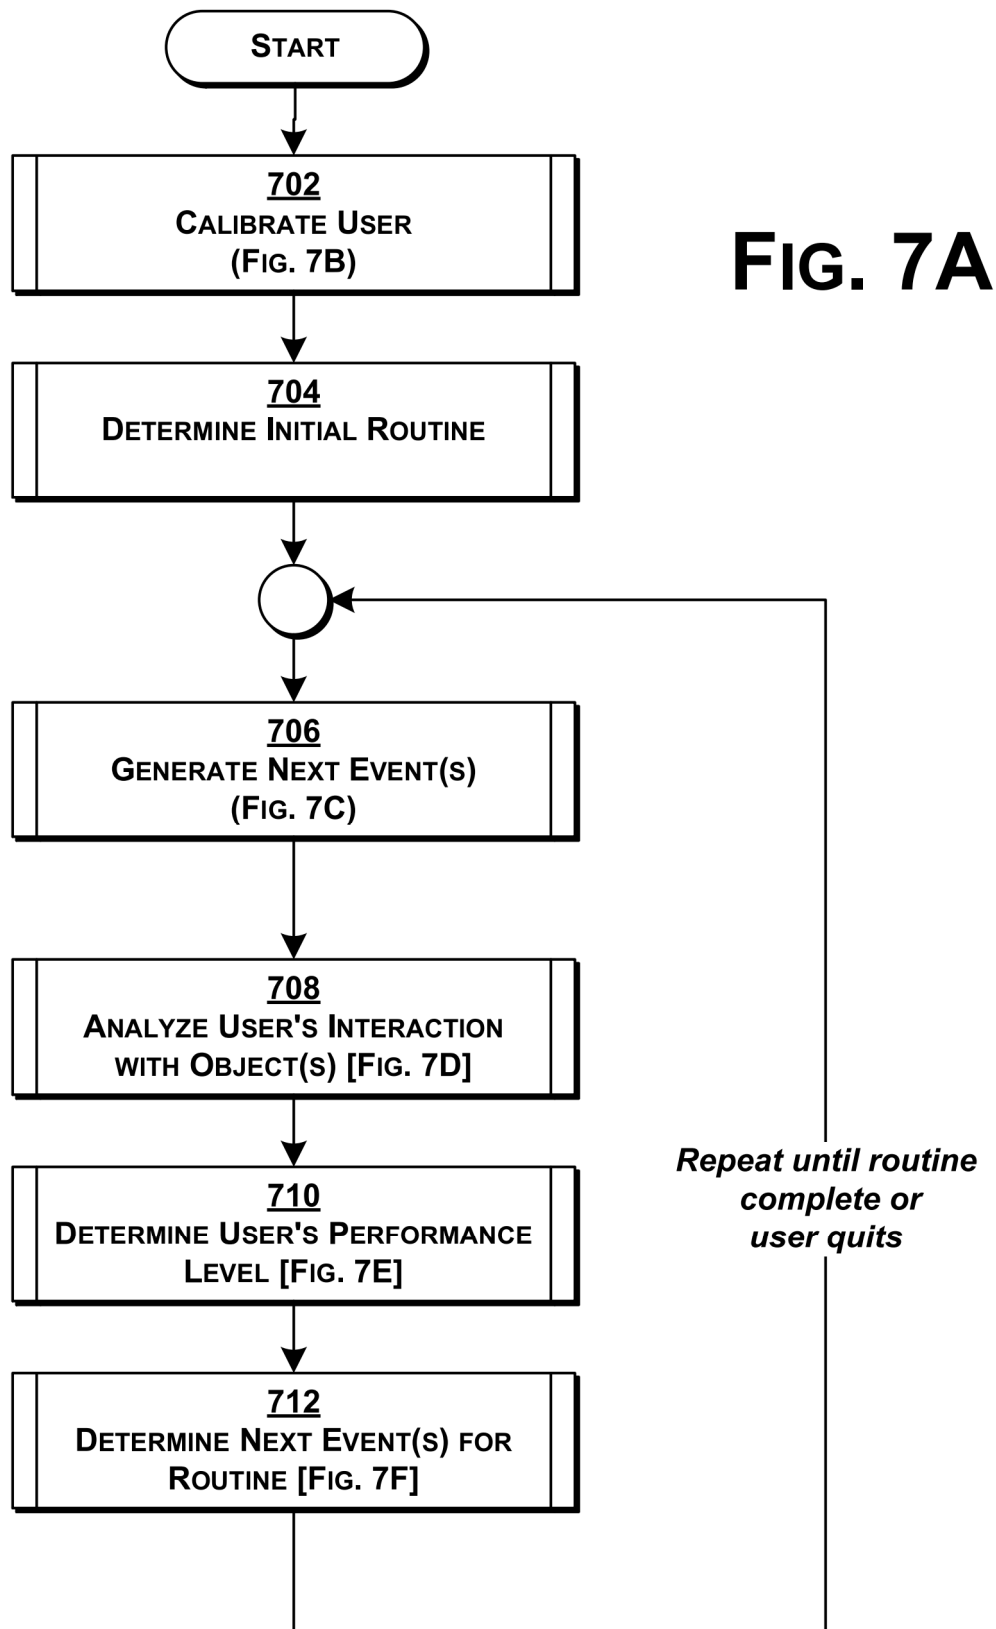 START
702
CALIBRATE USER
(FIG. 7B)
FIG. 7A
704
DETERMINE INITIAL ROUTINE
706
GENERATE NEXT EVENT(S)
(FIG. 7C)
708
ANALYZE USER'S INTERACTION
WITH OBJECT(S) [FIG. 7D]
710
DETERMINE USER'S PERFORMANCE
LEVEL [FIG. 7E]
Repeat until routine
complete or
user quits
712
DETERMINE NEXT EVENT(S) FOR
ROUTINE [FIG. 7F]